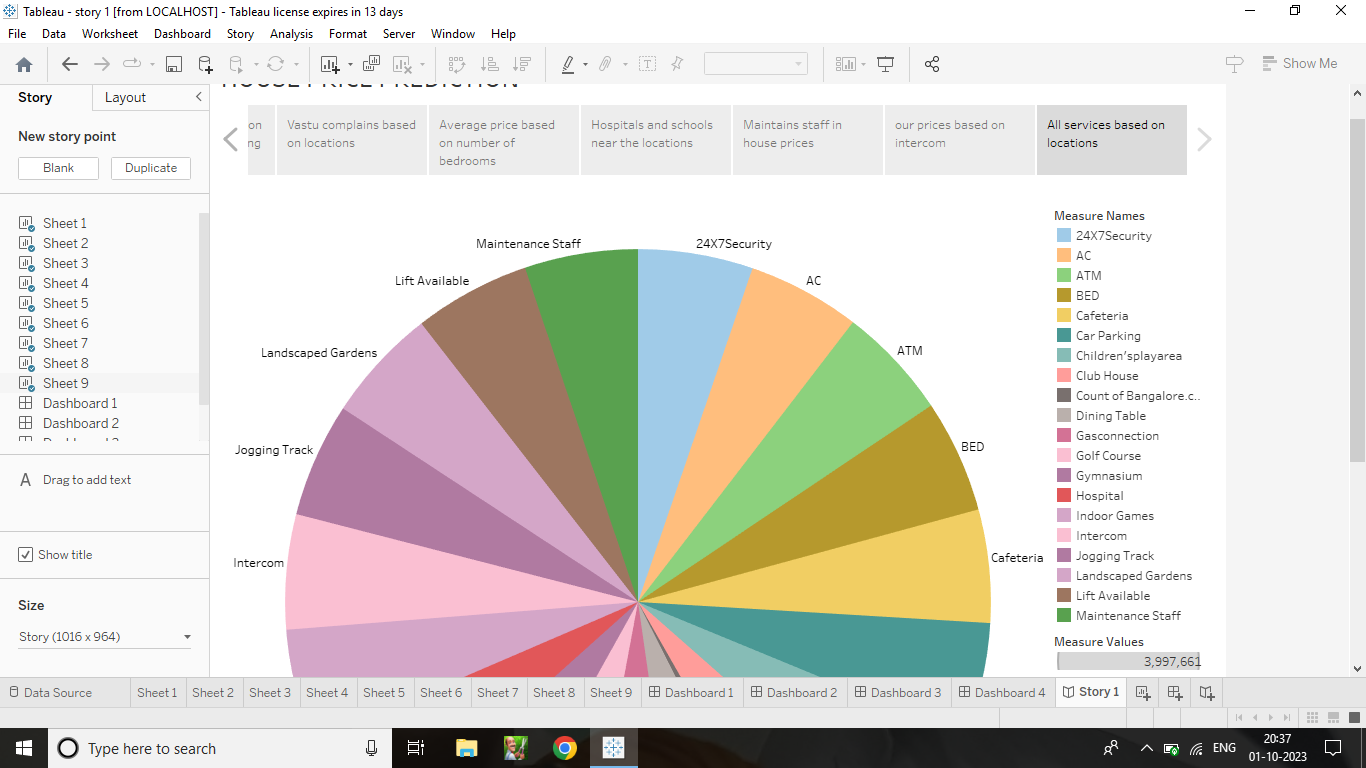 Tableau - story 1 [from LOCALHOST] - Tableau license expires in 13 days
File Data Worksheet Dashboard Story Analysis Format Server Window Help
Show Me
Story Layout
New story point
Blank Duplicate
Sheet 1
Sheet 2
Sheet 3
Sheet 4
Sheet 5
Sheet 6
Sheet 7
Sheet 8
Sheet 9
Dashboard 1
Dashboard 2
A Drag to add text
Show title
Size
Story (1016 x 964)
HOUSE PRICE PREDICTION
on
ng
Vastu complains based
on locations
Average price based
on number of
bedrooms
Hospitals and schools
near the locations
Maintains staff in
house prices
our prices based on
intercom
All services based on
locations
Maintenance Staff
24X7Security
Lift Available
AC
Landscaped Gardens
ATM
Jogging Track
BED
Intercom
Cafeteria
Measure Names
24X7Security
AC
ATM
BED
Cafeteria
Car Parking
Children'splayarea
Club House
Count of Bangalore.c..
Dining Table
Gasconnection
Golf Course
Gymnasium
Hospital
Indoor Games
Intercom
Jogging Track
Landscaped Gardens
Lift Available
Maintenance Staff
Measure Values
3,997,661
Data Source Sheet 1 Sheet 2 Sheet 3 Sheet 4 Sheet 5 Sheet 6 Sheet 7 Sheet 8 Sheet 9 Dashboard 1 Dashboard 2 Dashboard 3 Dashboard 4 Story 1
Type here to search
ENG
20:37
01-10-2023